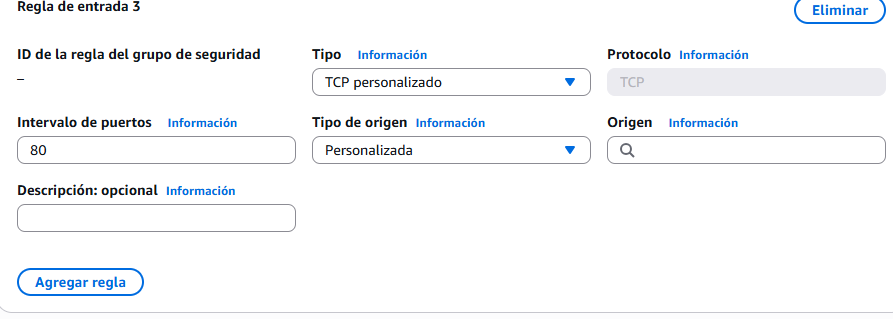 Regla de entrada 3
Eliminar
ID de la regla del grupo de seguridad
–
Tipo Información
TCP personalizado
Protocolo Información
TCP
Intervalo de puertos Información
80
Tipo de origen Información
Personalizada
Origen Información
Descripción: opcional Información
Agregar regla